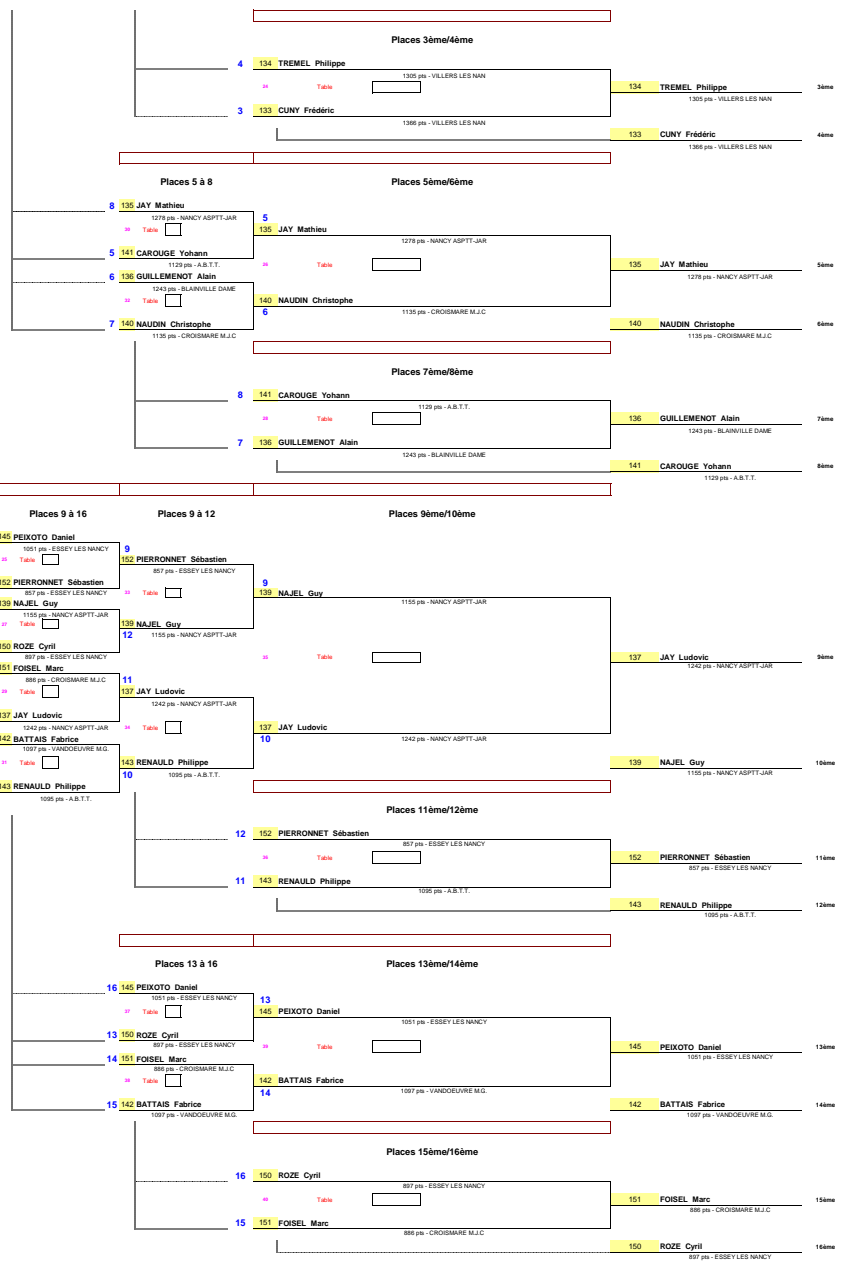 Places 3ème/4ème
4 134 TREMEL Philippe
1305 pts - VILLERS LES NAN
Table
134 TREMEL Philippe 3ème
1305 pts - VILLERS LES NAN
3 133 CUNY Frédéric
1366 pts - VILLERS LES NAN
133 CUNY Frédéric 4ème
1366 pts - VILLERS LES NAN
Places 5 à 8 Places 5ème/6ème
8 135 JAY Mathieu
1278 pts - NANCY ASPTT-JAR
5
Table
135 JAY Mathieu
1278 pts - NANCY ASPTT-JAR
5 141 CAROUGE Yohann
1129 pts - A.B.T.T.
Table
135 JAY Mathieu 5ème
1278 pts - NANCY ASPTT-JAR
6 136 GUILLEMENOT Alain
1243 pts - BLAINVILLE DAME
Table
140 NAUDIN Christophe
6
1135 pts - CROISMARE M.J.C
7 140 NAUDIN Christophe
1135 pts - CROISMARE M.J.C
140 NAUDIN Christophe 6ème
1135 pts - CROISMARE M.J.C
Places 7ème/8ème
8 141 CAROUGE Yohann
1129 pts - A.B.T.T.
Table
136 GUILLEMENOT Alain 7ème
1243 pts - BLAINVILLE DAME
7 136 GUILLEMENOT Alain
1243 pts - BLAINVILLE DAME
141 CAROUGE Yohann 8ème
1129 pts - A.B.T.T.
Places 9 à 16 Places 9 à 12 Places 9ème/10ème
145 PEIXOTO Daniel
1051 pts - ESSEY LES NANCY
9
Table
152 PIERRONNET Sébastien
857 pts - ESSEY LES NANCY
152 PIERRONNET Sébastien
857 pts - ESSEY LES NANCY
9
Table
139 NAJEL Guy
1155 pts - NANCY ASPTT-JAR
139 NAJEL Guy
1155 pts - NANCY ASPTT-JAR
Table
139 NAJEL Guy
12
1155 pts - NANCY ASPTT-JAR
150 ROZE Cyril
897 pts - ESSEY LES NANCY
Table
137 JAY Ludovic 9ème
1242 pts - NANCY ASPTT-JAR
151 FOISEL Marc
886 pts - CROISMARE M.J.C
11
Table
137 JAY Ludovic
1242 pts - NANCY ASPTT-JAR
137 JAY Ludovic
1242 pts - NANCY ASPTT-JAR
Table
137 JAY Ludovic
10
1242 pts - NANCY ASPTT-JAR
142 BATTAIS Fabrice
1097 pts - VANDOEUVRE M.G.
Table
143 RENAULD Philippe
10
1095 pts - A.B.T.T.
139 NAJEL Guy 10ème
1155 pts - NANCY ASPTT-JAR
143 RENAULD Philippe
1095 pts - A.B.T.T.
Places 11ème/12ème
12 152 PIERRONNET Sébastien
857 pts - ESSEY LES NANCY
Table
152 PIERRONNET Sébastien 11ème
857 pts - ESSEY LES NANCY
11 143 RENAULD Philippe
1095 pts - A.B.T.T.
143 RENAULD Philippe 12ème
1095 pts - A.B.T.T.
Places 13 à 16 Places 13ème/14ème
16 145 PEIXOTO Daniel
1051 pts - ESSEY LES NANCY
13
Table
145 PEIXOTO Daniel
1051 pts - ESSEY LES NANCY
13 150 ROZE Cyril
897 pts - ESSEY LES NANCY
Table
145 PEIXOTO Daniel 13ème
1051 pts - ESSEY LES NANCY
14 151 FOISEL Marc
886 pts - CROISMARE M.J.C
Table
142 BATTAIS Fabrice
14
1097 pts - VANDOEUVRE M.G.
15 142 BATTAIS Fabrice
1097 pts - VANDOEUVRE M.G.
142 BATTAIS Fabrice 14ème
1097 pts - VANDOEUVRE M.G.
Places 15ème/16ème
16 150 ROZE Cyril
897 pts - ESSEY LES NANCY
Table
151 FOISEL Marc 15ème
886 pts - CROISMARE M.J.C
15 151 FOISEL Marc
886 pts - CROISMARE M.J.C
150 ROZE Cyril 16ème
897 pts - ESSEY LES NANCY